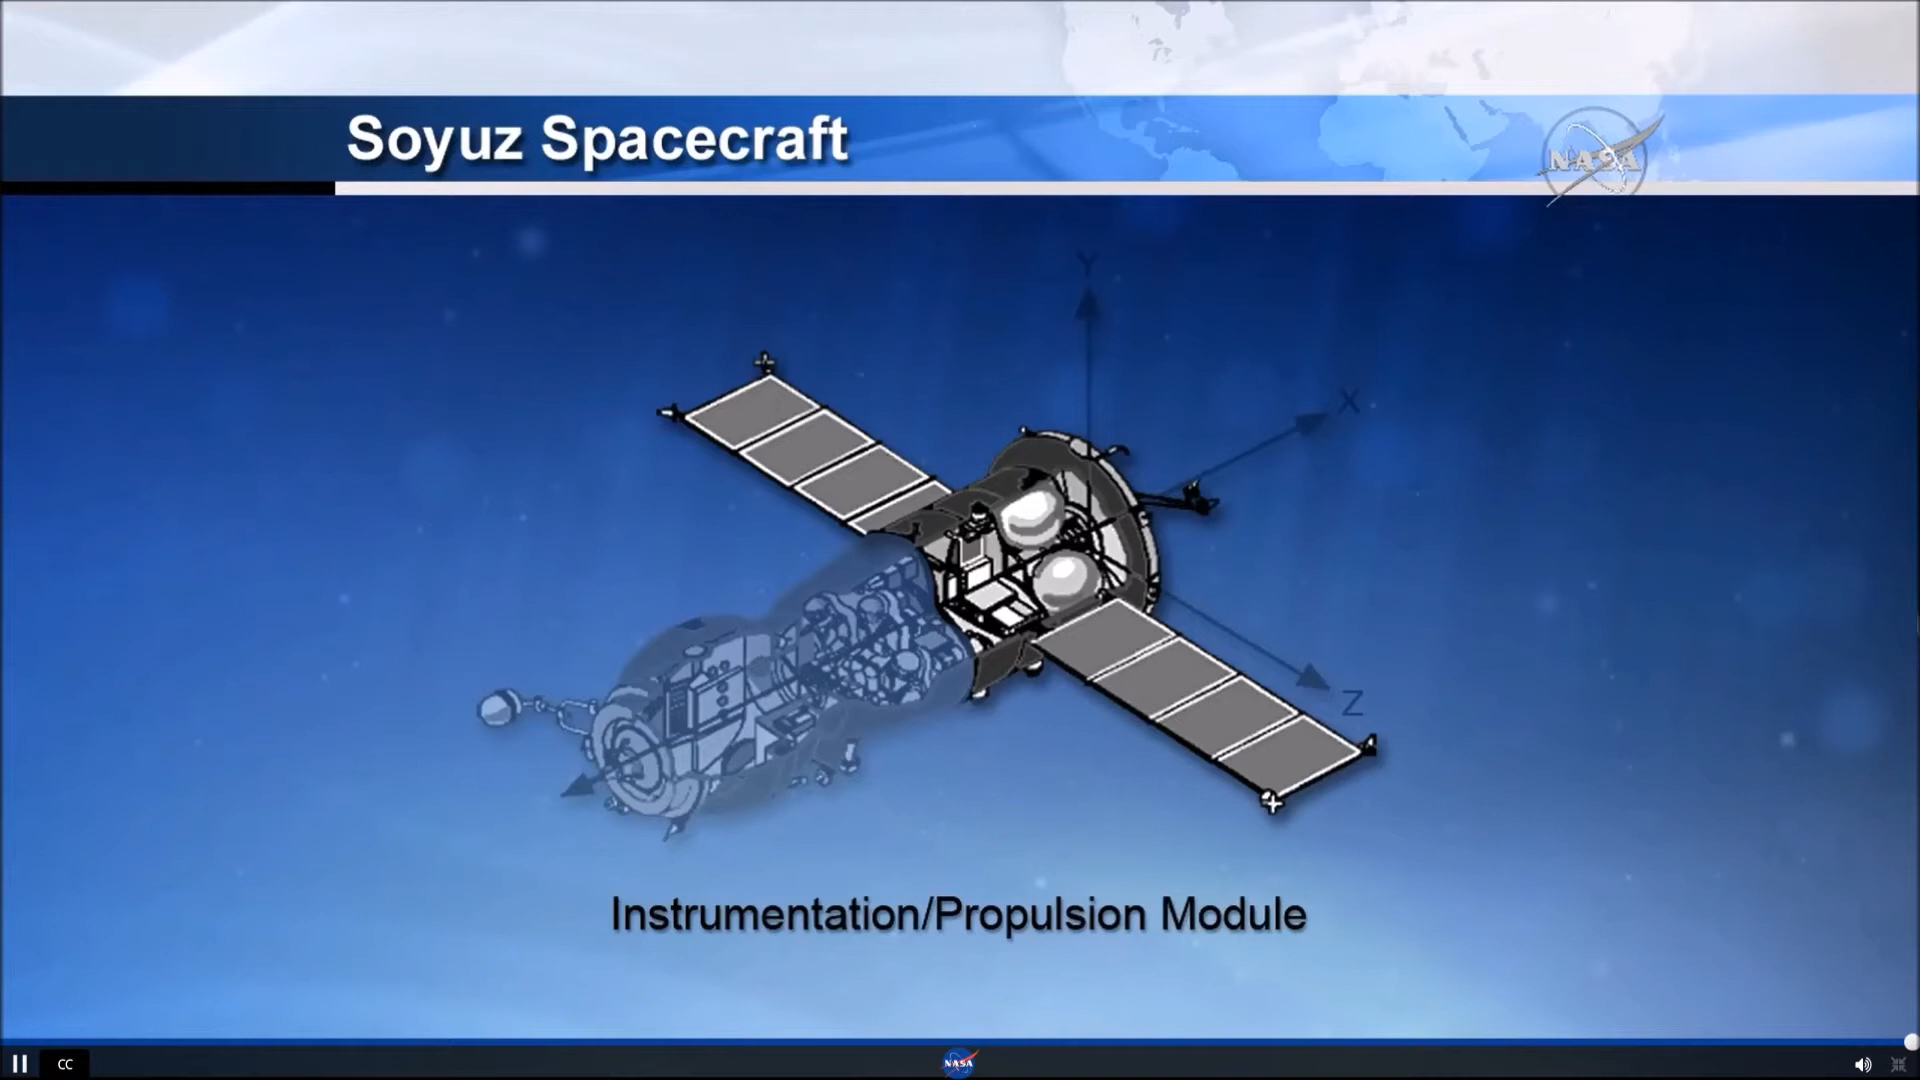 Soyuz Spacecraft
NASA
Y
X
Z
Instrumentation/Propulsion Module
CC
NASA